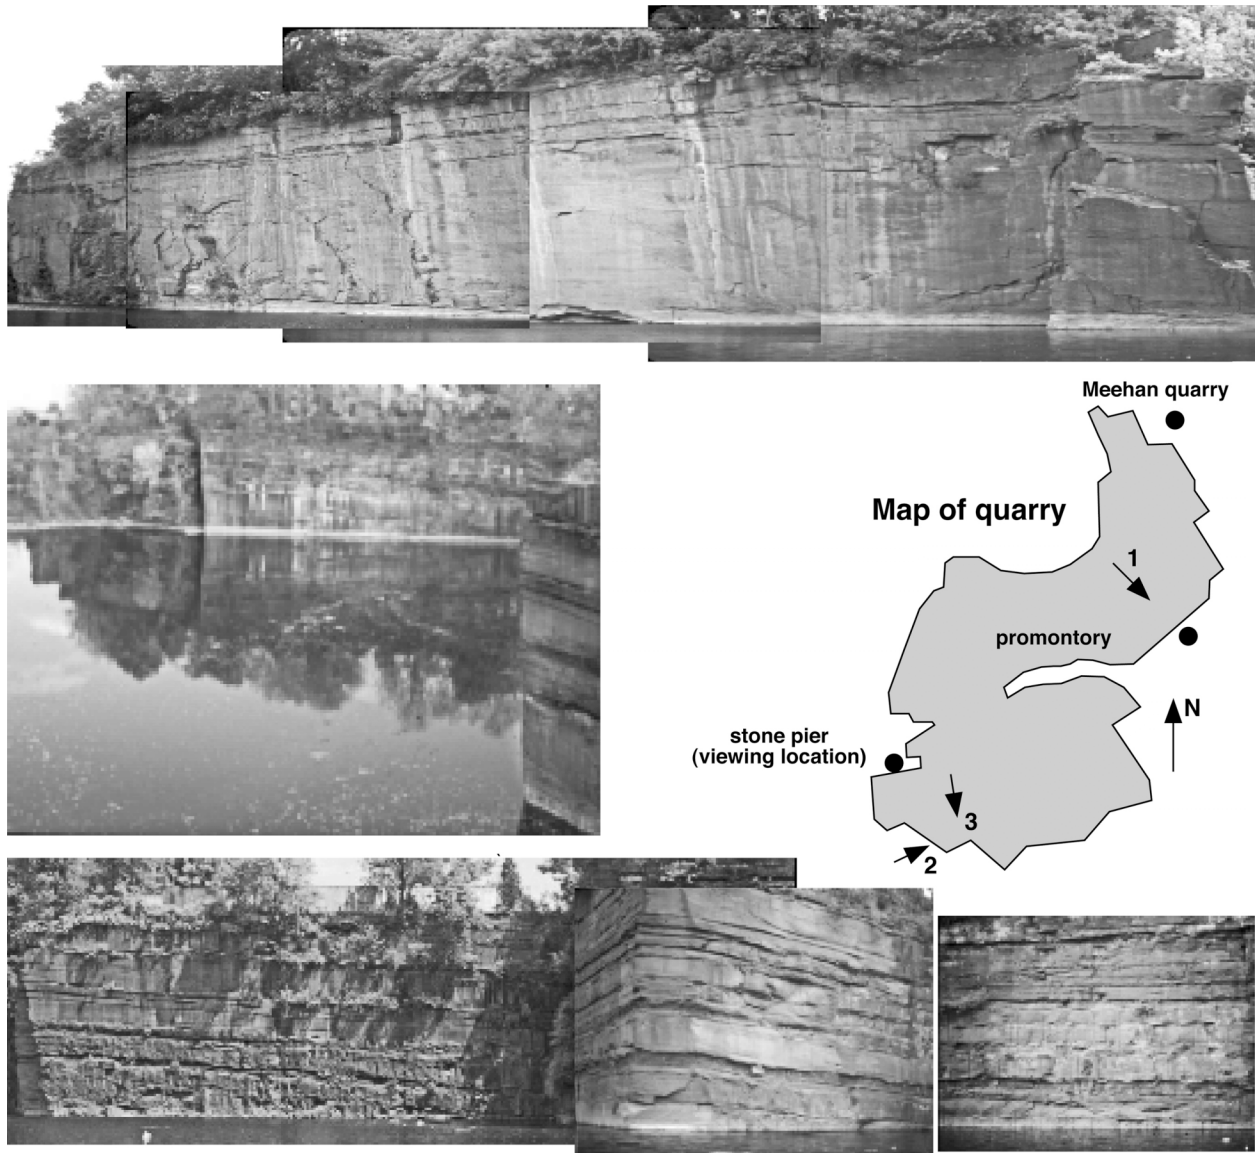 Meehan quarry
Map of quarry
1
promontory
N
stone pier
(viewing location)
3
2